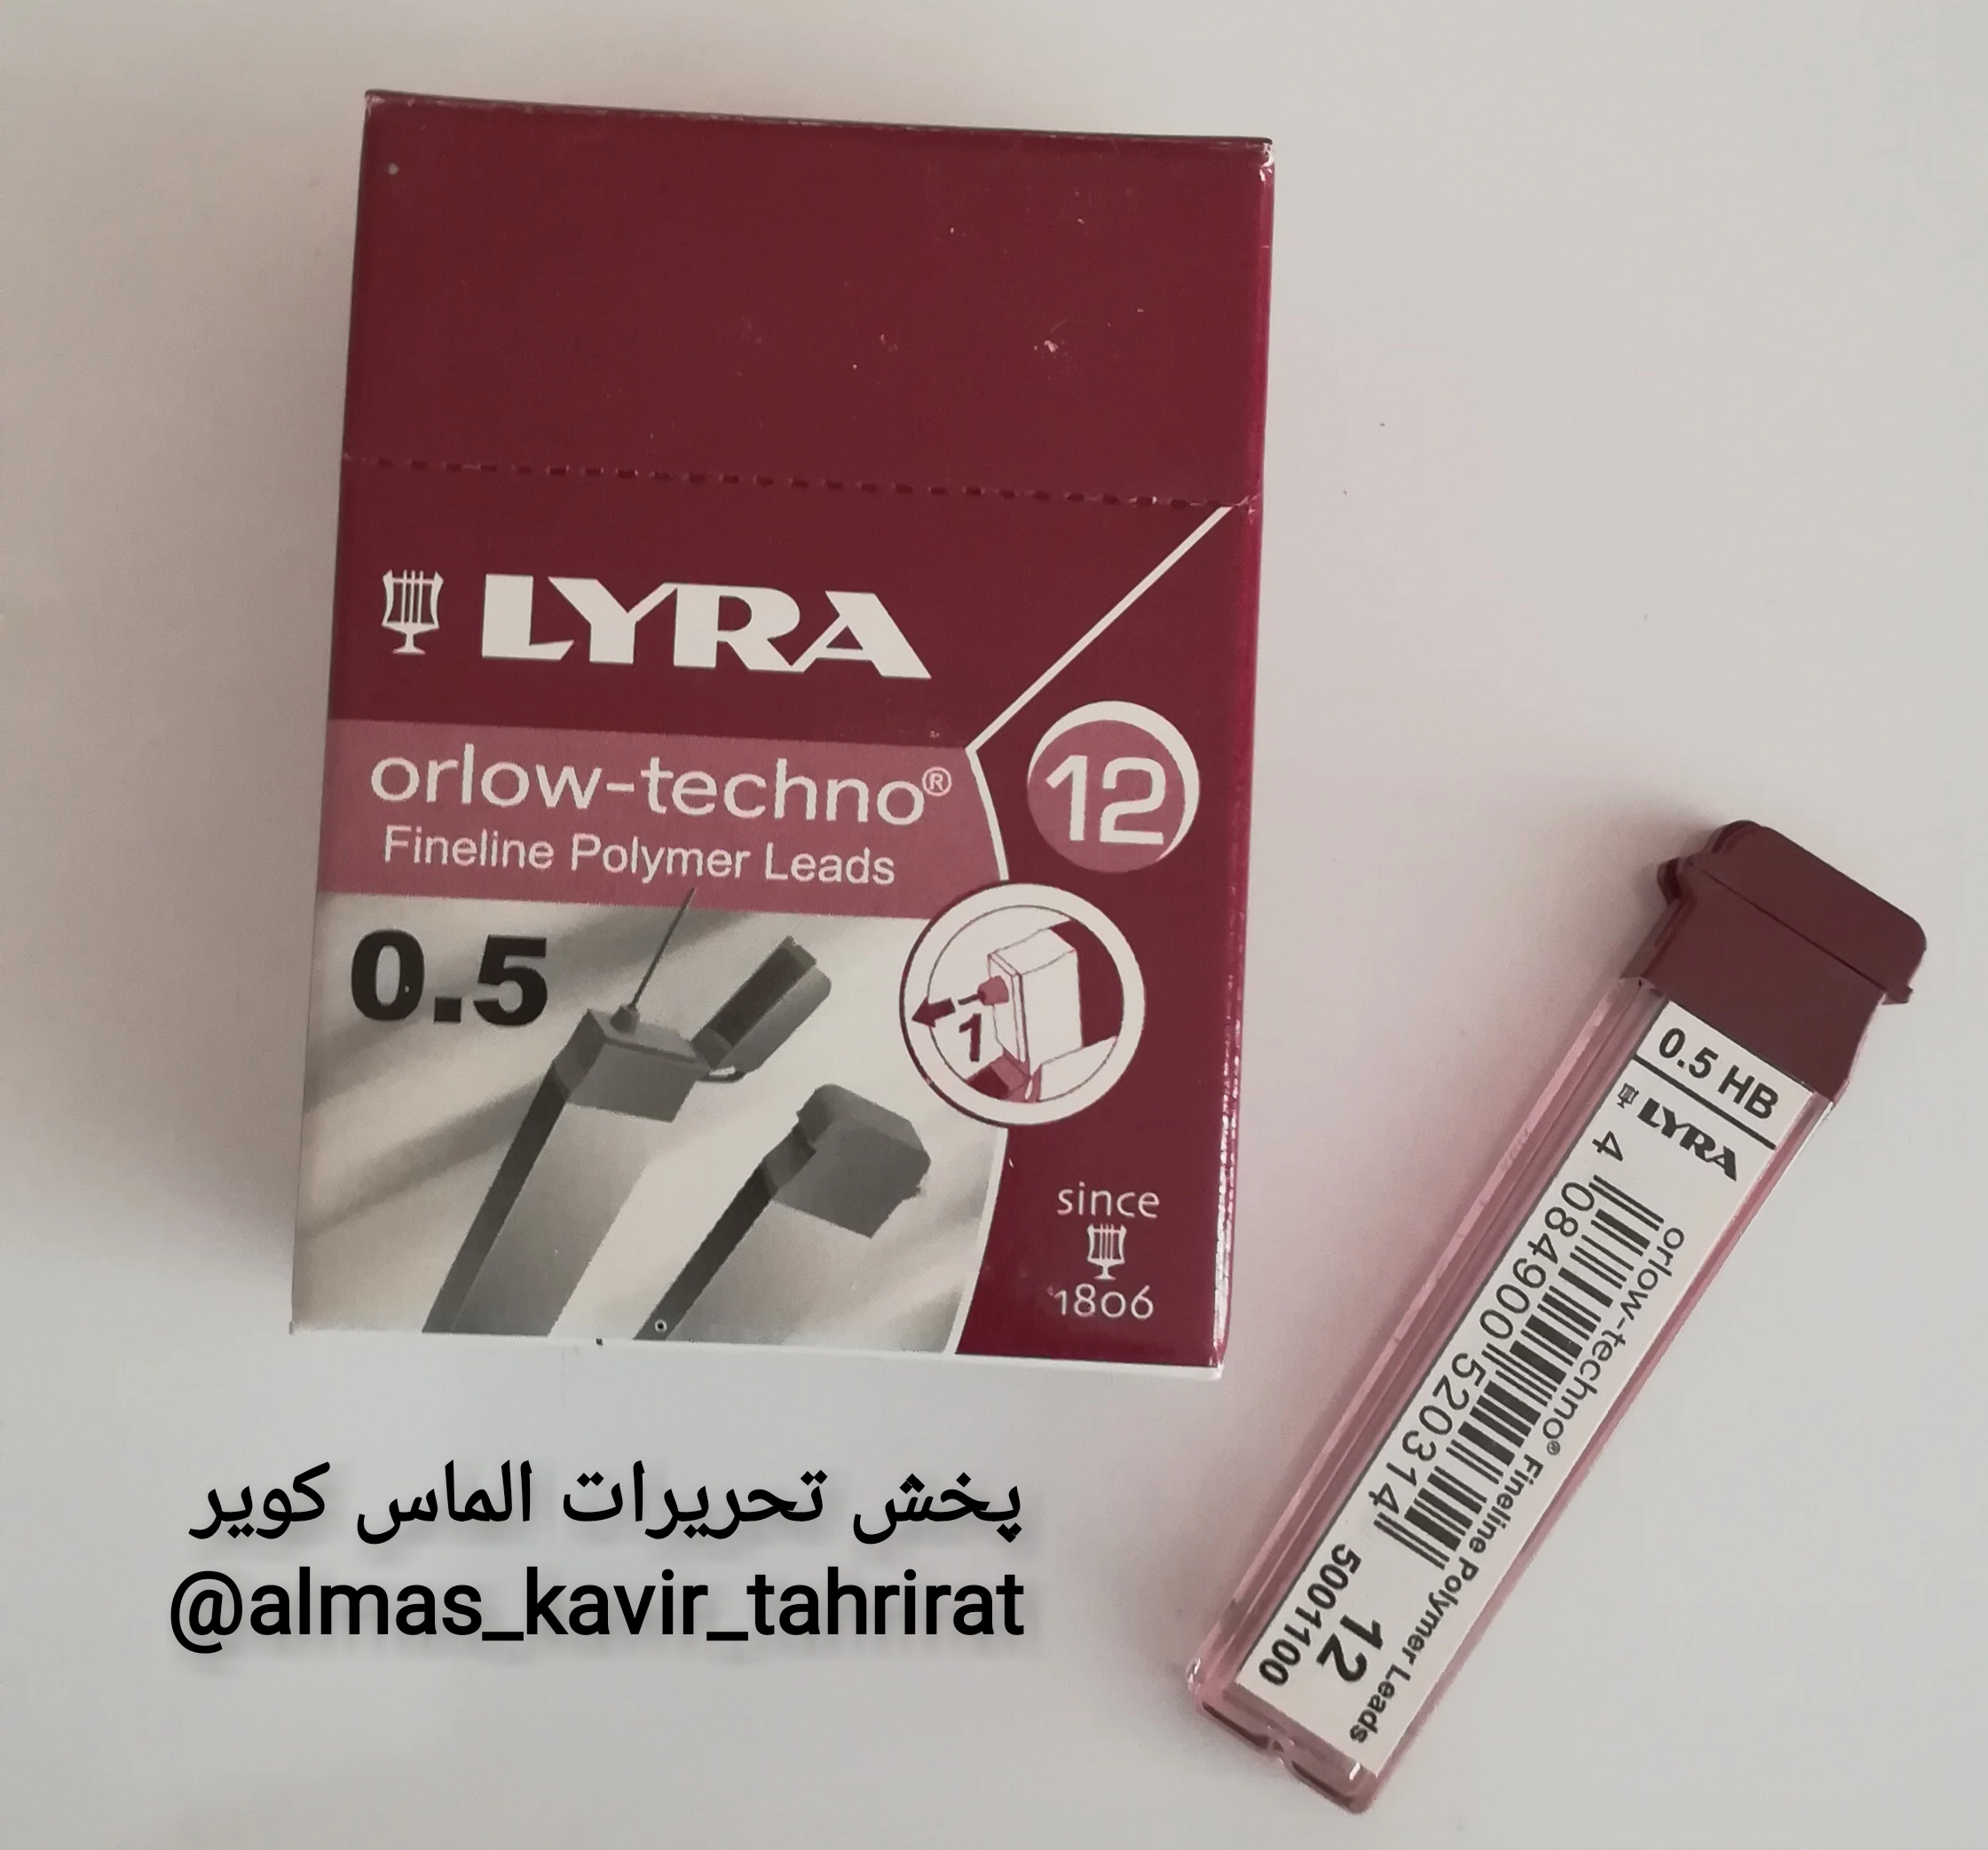 LYRA
orlow-techno®
Fineline Polymer Leads
12
0.5
1
since
1806
0.5 HB
LYRA
orlow-techno® Fineline Polymer Leads
4 084900 520314
12
5001100
پخش تحریرات الماس کویر
@almas_kavir_tahrirat